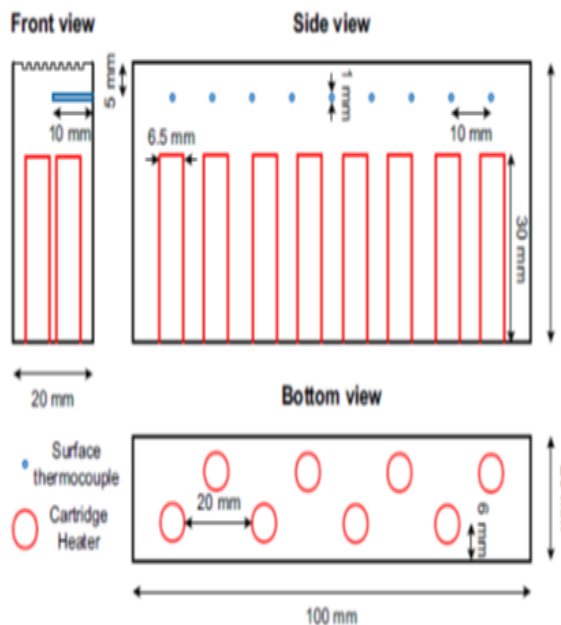 Front view
Side view
5 mm
1 mm
10 mm
6.5 mm
10 mm
30 mm
20 mm
Bottom view
Surface
thermocouple
20 mm
Cartridge
Heater
6 mm
100 mm